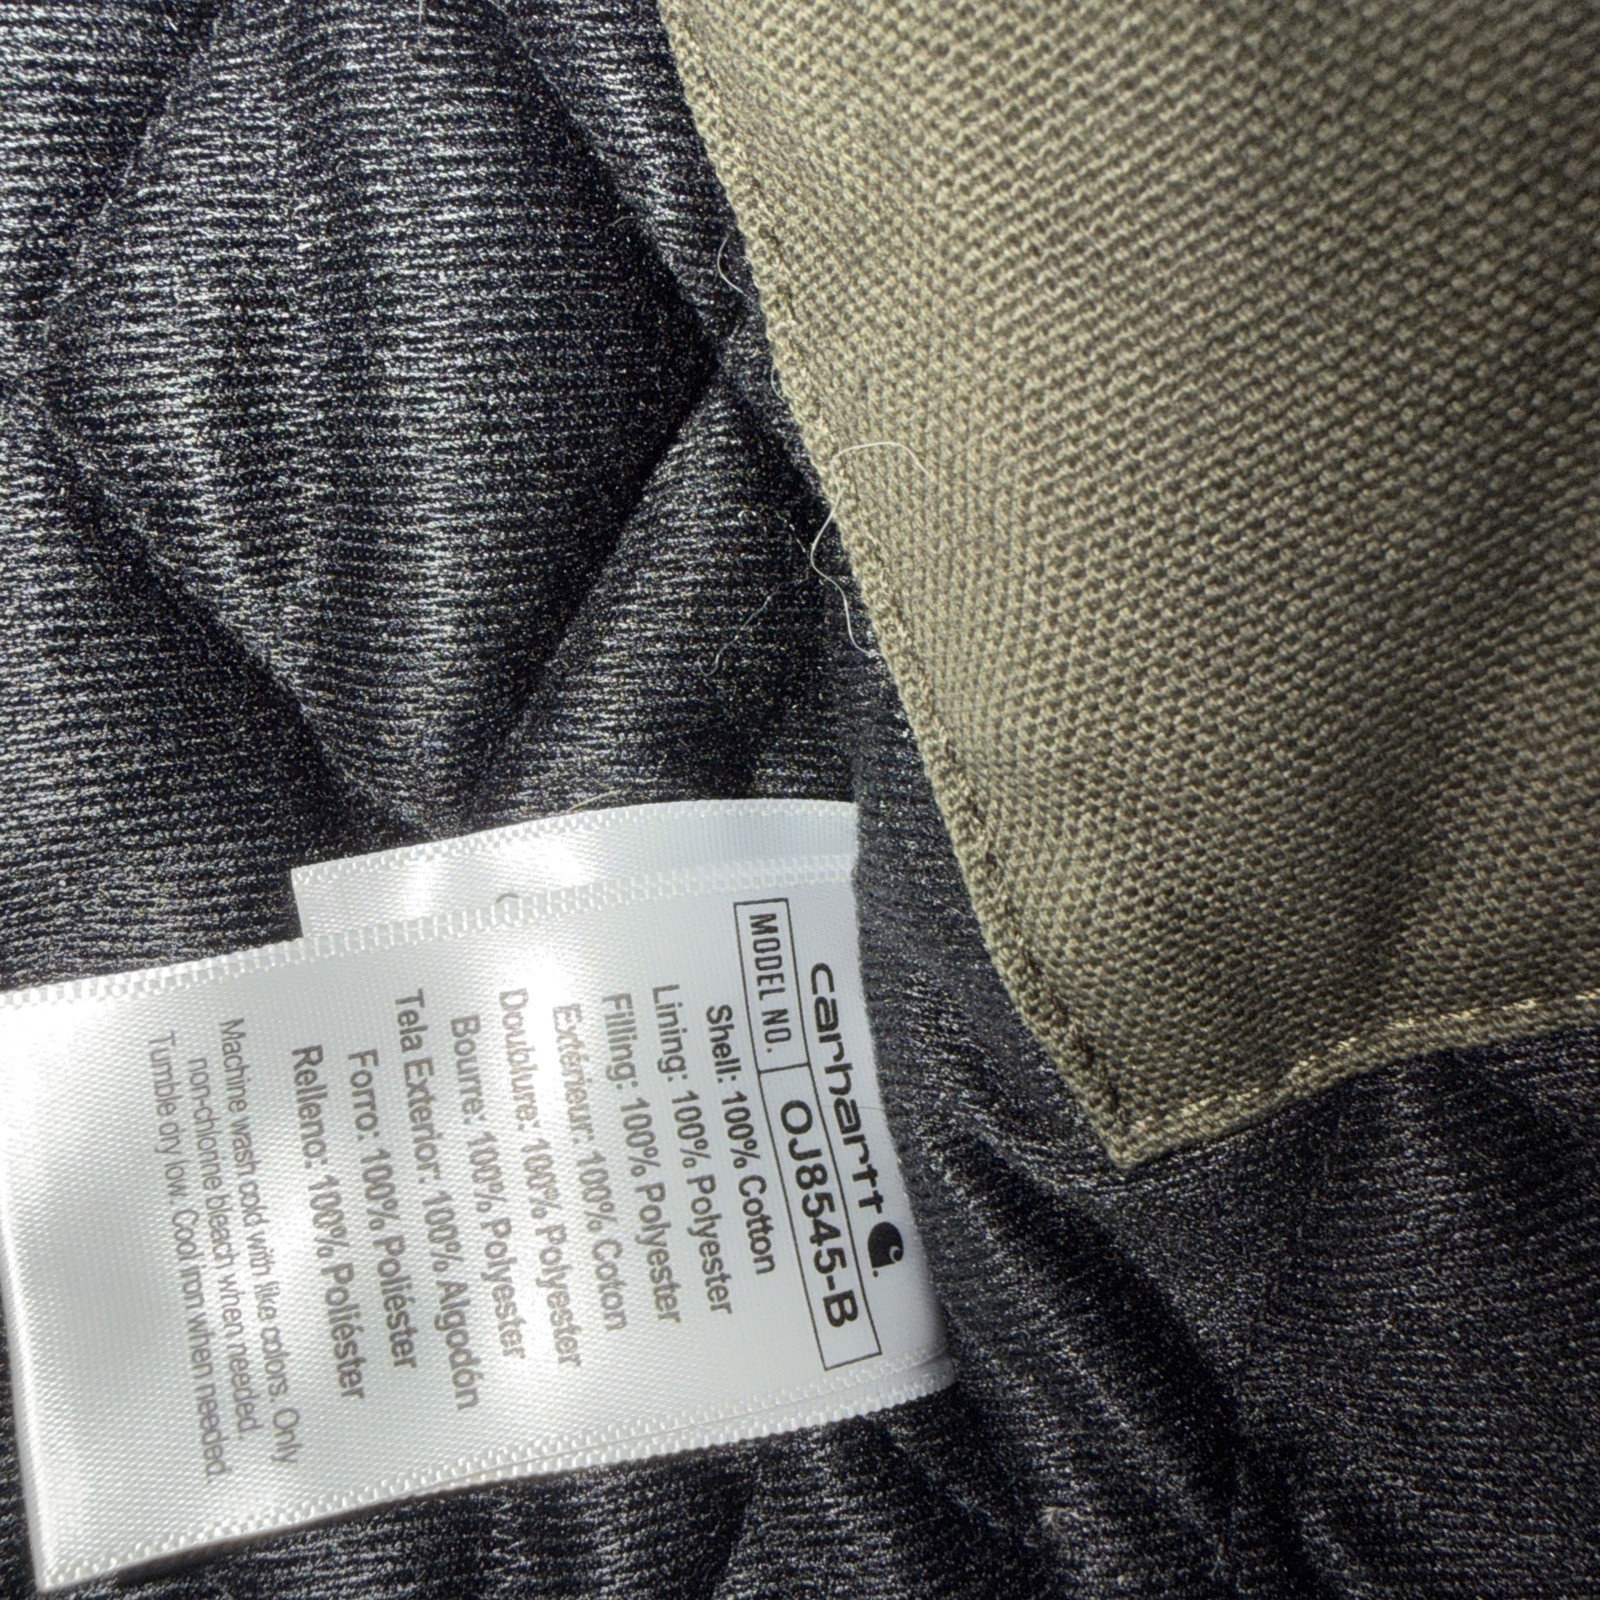 carhartt
MODEL NO. OJ8545-B
Shell: 100% Cotton
Lining: 100% Polyester
Filling: 100% Polyester
Extérieur: 100% Coton
Doublure: 100% Polyester
Bourre: 100% Polyester
Tela Exterior: 100% Algodón
Forro: 100% Poliéster
Relleno: 100% Poliéster
Machine wash cold with like colors. Only
non-chlorine bleach when needed.
Tumble dry low. Cool iron when needed.